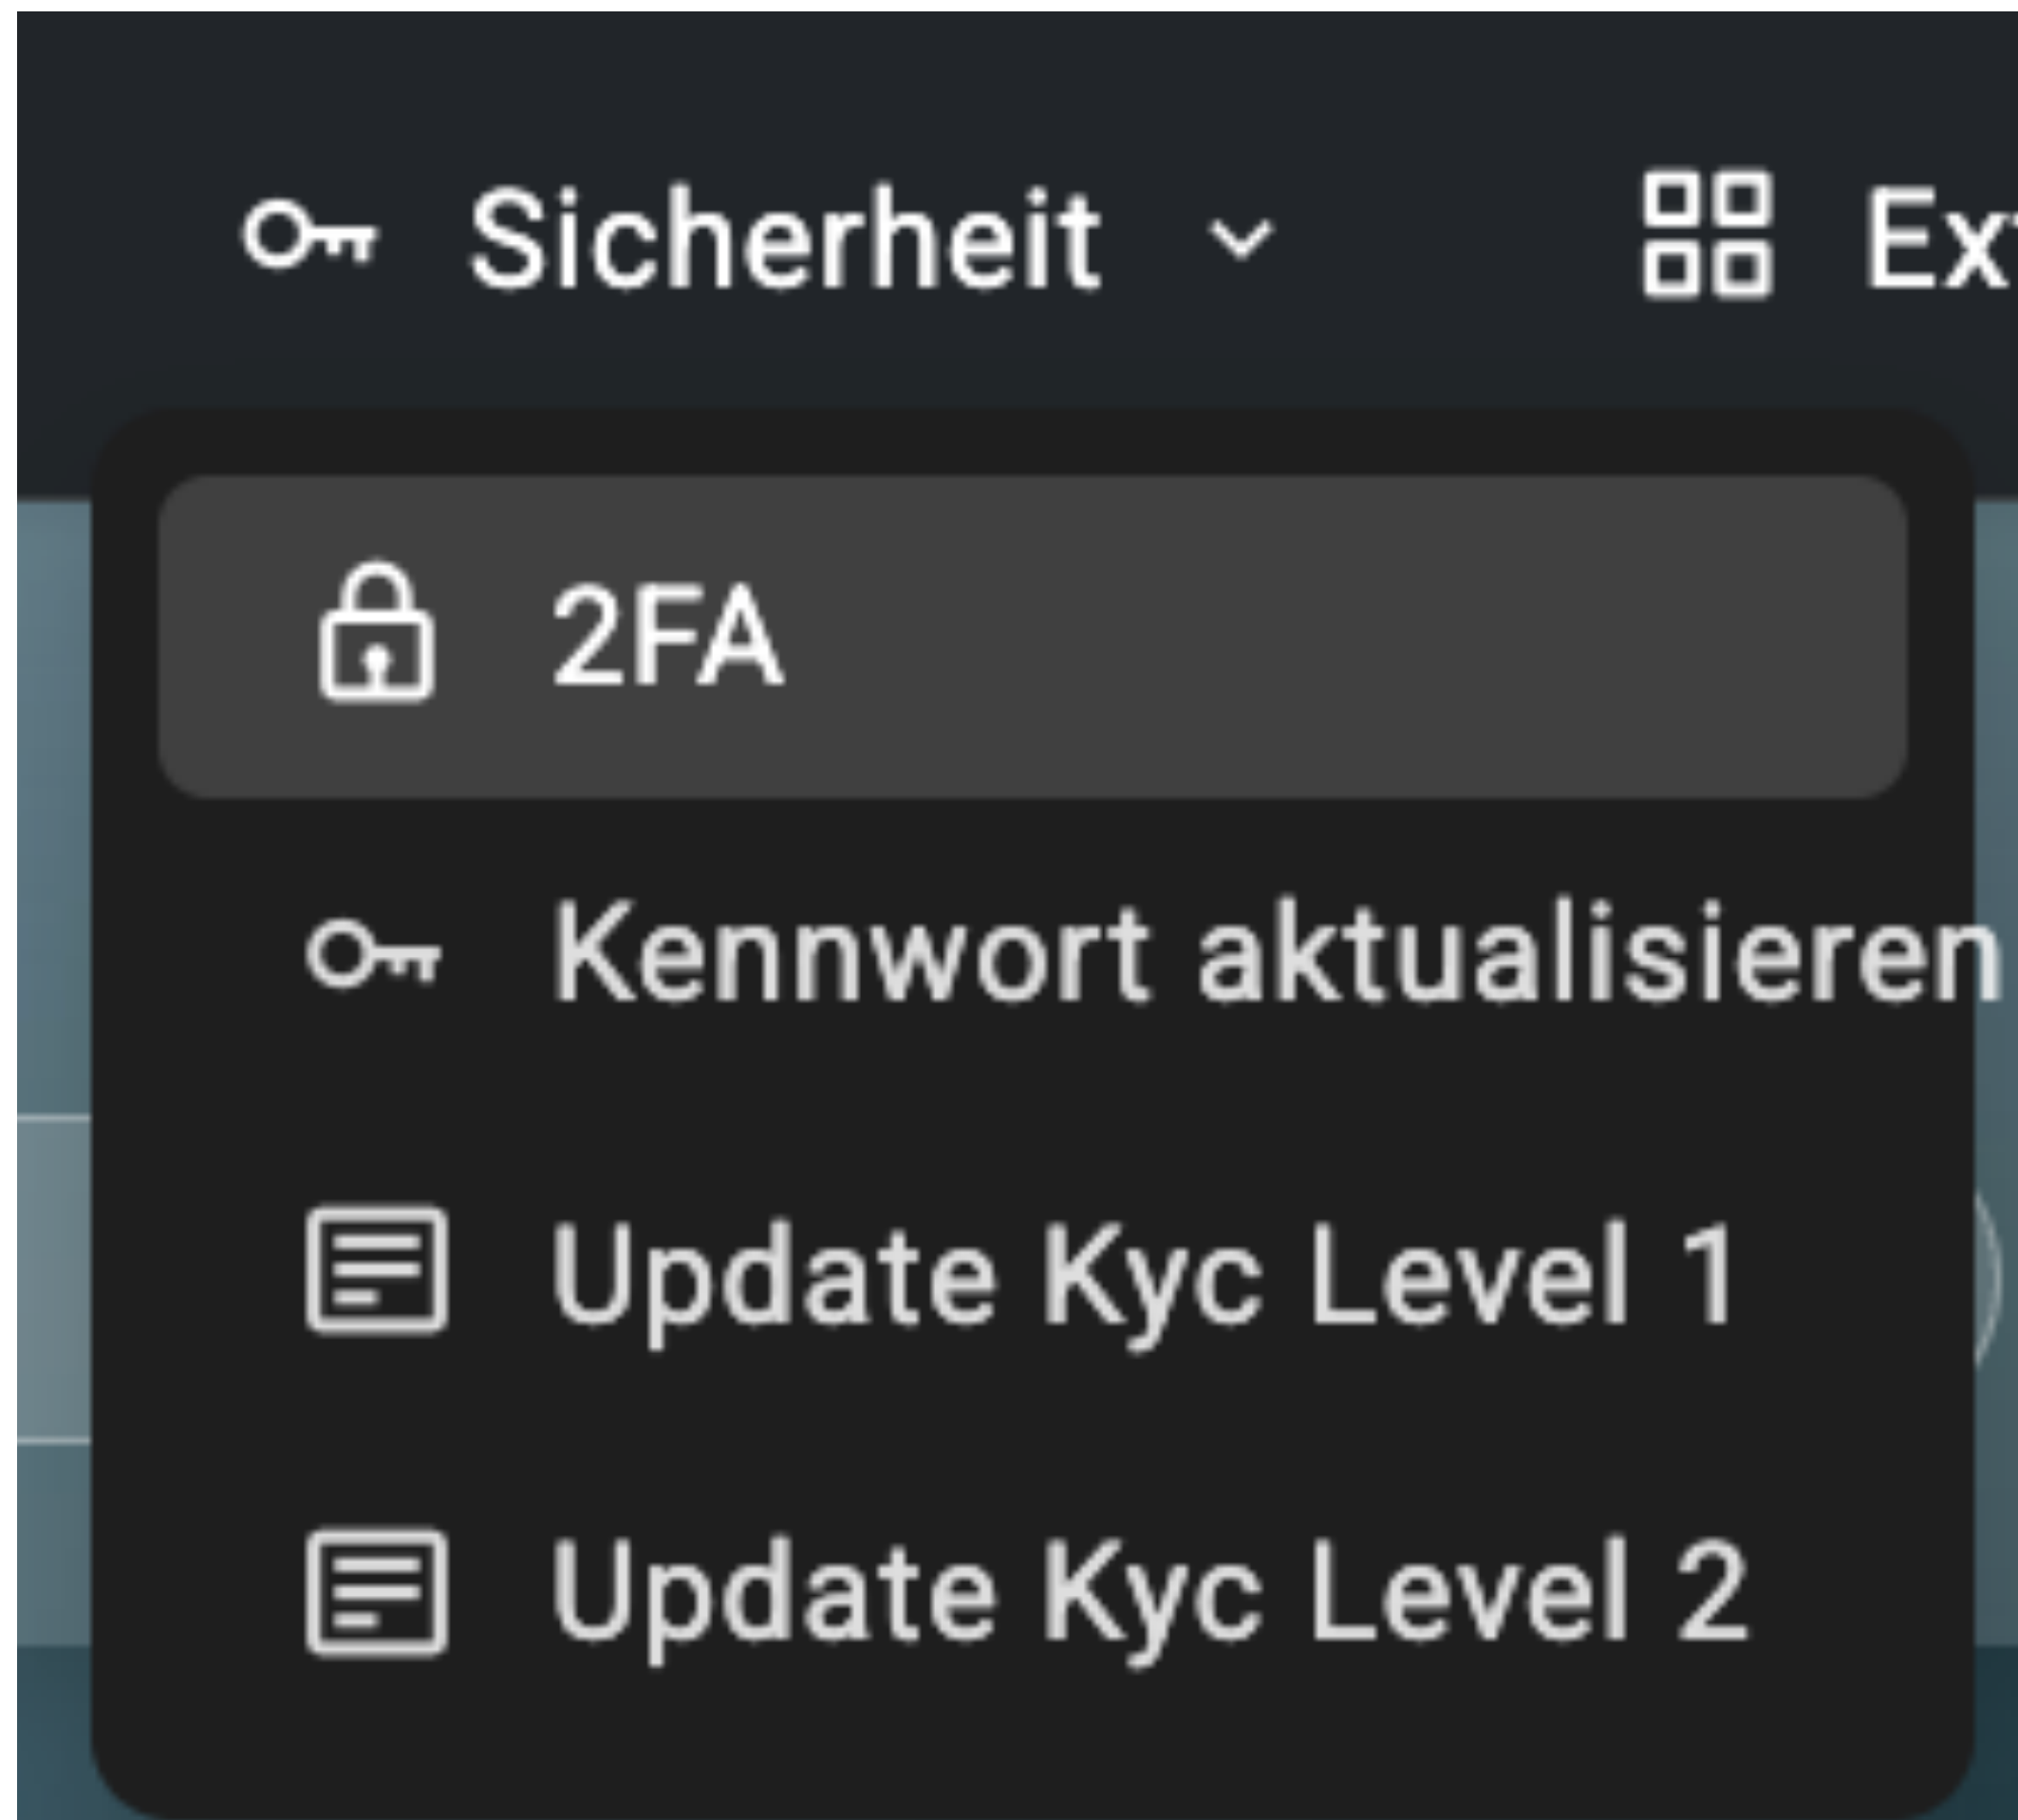 Sicherheit
2FA
Kennwort aktualisieren
Update Kyc Level 1
Update Kyc Level 2